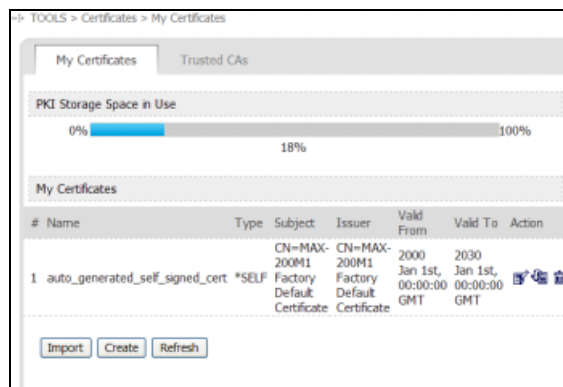 TOOLS > Certificates > My Certificates
My Certificates
Trusted CAs
PKI Storage Space in Use
0%
100%
18%
My Certificates
# Name Type Subject Issuer Valid From Valid To Action
1 auto_generated_self_signed_cert *SELF CN=MAX-200M1 Factory Default Certificate CN=MAX-200M1 Factory Default Certificate 2000 Jan 1st, 00:00:00 GMT 2030 Jan 1st, 00:00:00 GMT
Import Create Refresh